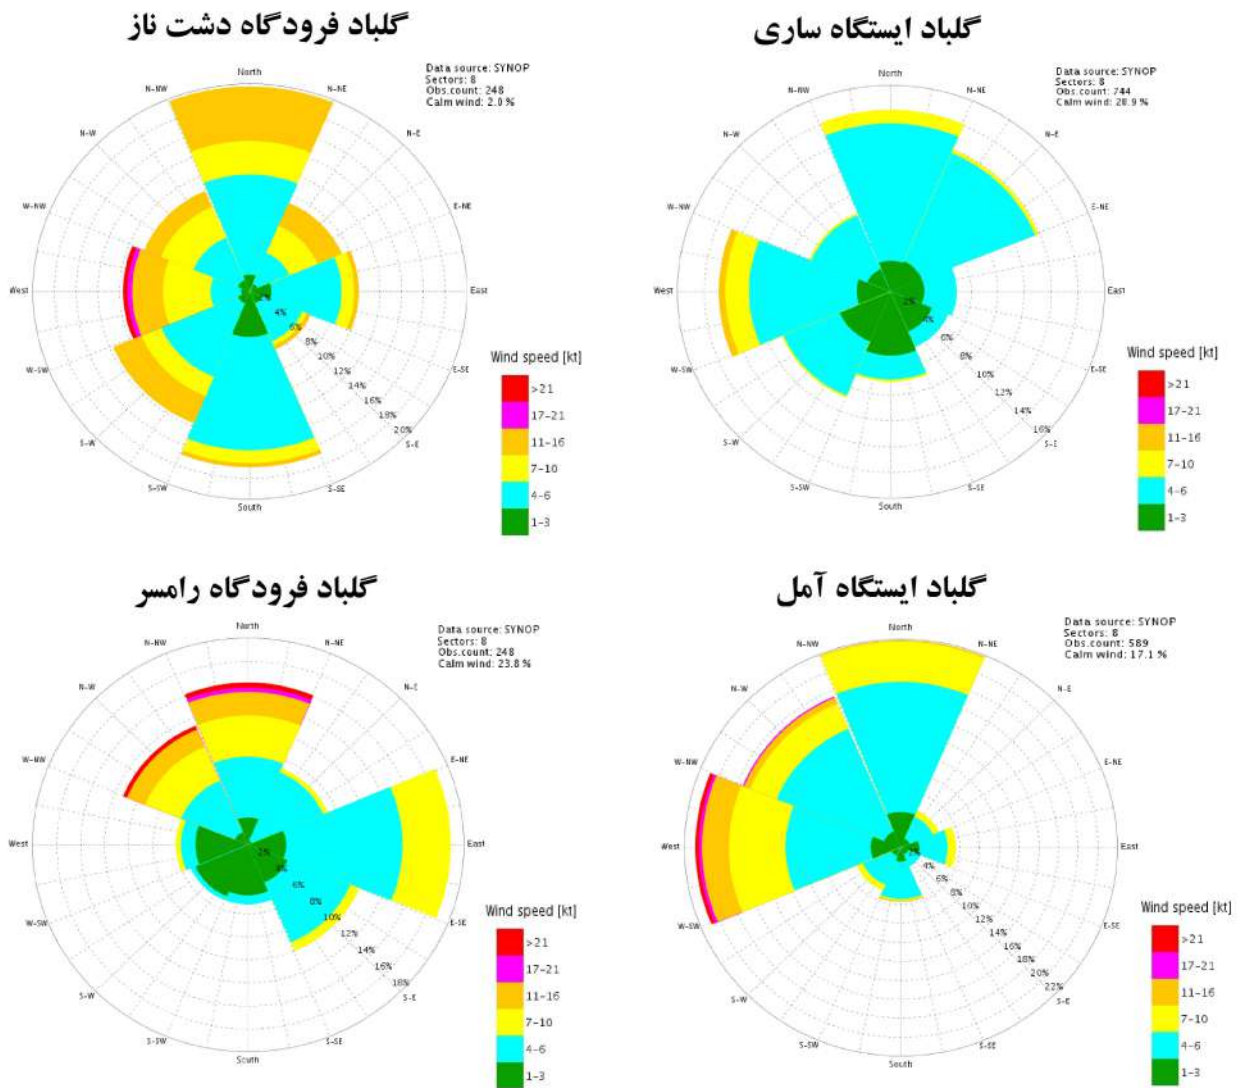 گلباد فرودگاه دشت ناز
Data source: SYNOP
Sectors: 8
Obs.count: 248
Calm wind: 2.0 %
North
N-NE
N-E
E-NE
East
E-SE
S-E
S-SE
South
S-SW
S-W
W-SW
West
W-NW
N-W
N-NW
2%
4%
6%
8%
10%
12%
14%
16%
18%
20%
Wind speed [kt]
>21
17-21
11-16
7-10
4-6
1-3
گلباد ایستگاه ساری
Data source: SYNOP
Sectors: 8
Obs.count: 744
Calm wind: 28.9 %
North
N-NE
N-E
E-NE
East
E-SE
S-E
S-SE
South
S-SW
S-W
W-SW
West
W-NW
N-W
N-NW
2%
4%
6%
8%
10%
12%
14%
16%
Wind speed [kt]
>21
17-21
11-16
7-10
4-6
1-3
گلباد فرودگاه رامسر
Data source: SYNOP
Sectors: 8
Obs.count: 248
Calm wind: 23.8 %
North
N-NE
N-E
E-NE
East
E-SE
S-E
S-SE
South
S-SW
S-W
W-SW
West
W-NW
N-W
N-NW
2%
4%
6%
8%
10%
12%
14%
16%
18%
Wind speed [kt]
>21
17-21
11-16
7-10
4-6
1-3
گلباد ایستگاه آمل
Data source: SYNOP
Sectors: 8
Obs.count: 589
Calm wind: 17.1 %
North
N-NE
N-E
E-NE
East
E-SE
S-E
S-SE
South
S-SW
S-W
W-SW
West
W-NW
N-W
N-NW
2%
4%
6%
8%
10%
12%
14%
16%
18%
20%
22%
Wind speed [kt]
>21
17-21
11-16
7-10
4-6
1-3